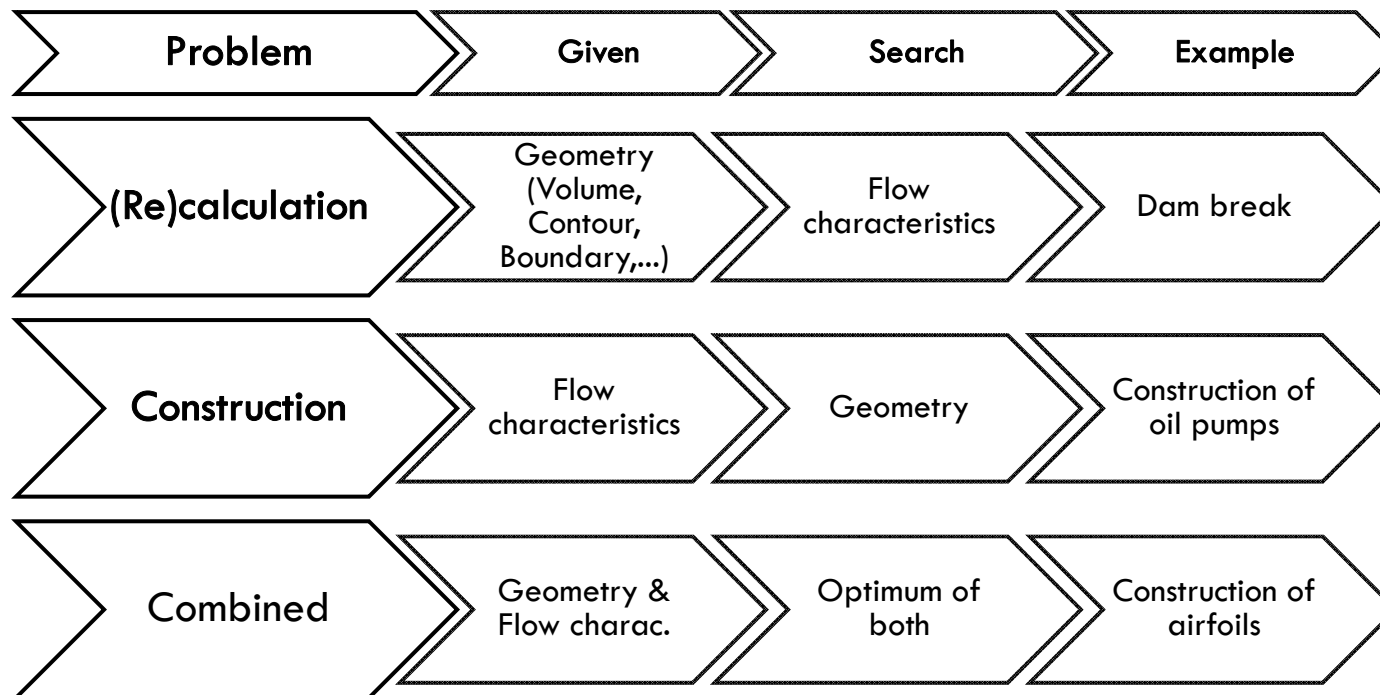 Problem
Given
Search
Example
(Re)calculation
Geometry
(Volume,
Contour,
Boundary,...)
Flow
characteristics
Dam break
Construction
Flow
characteristics
Geometry
Construction of
oil pumps
Combined
Geometry &
Flow charac.
Optimum of
both
Construction of
airfoils